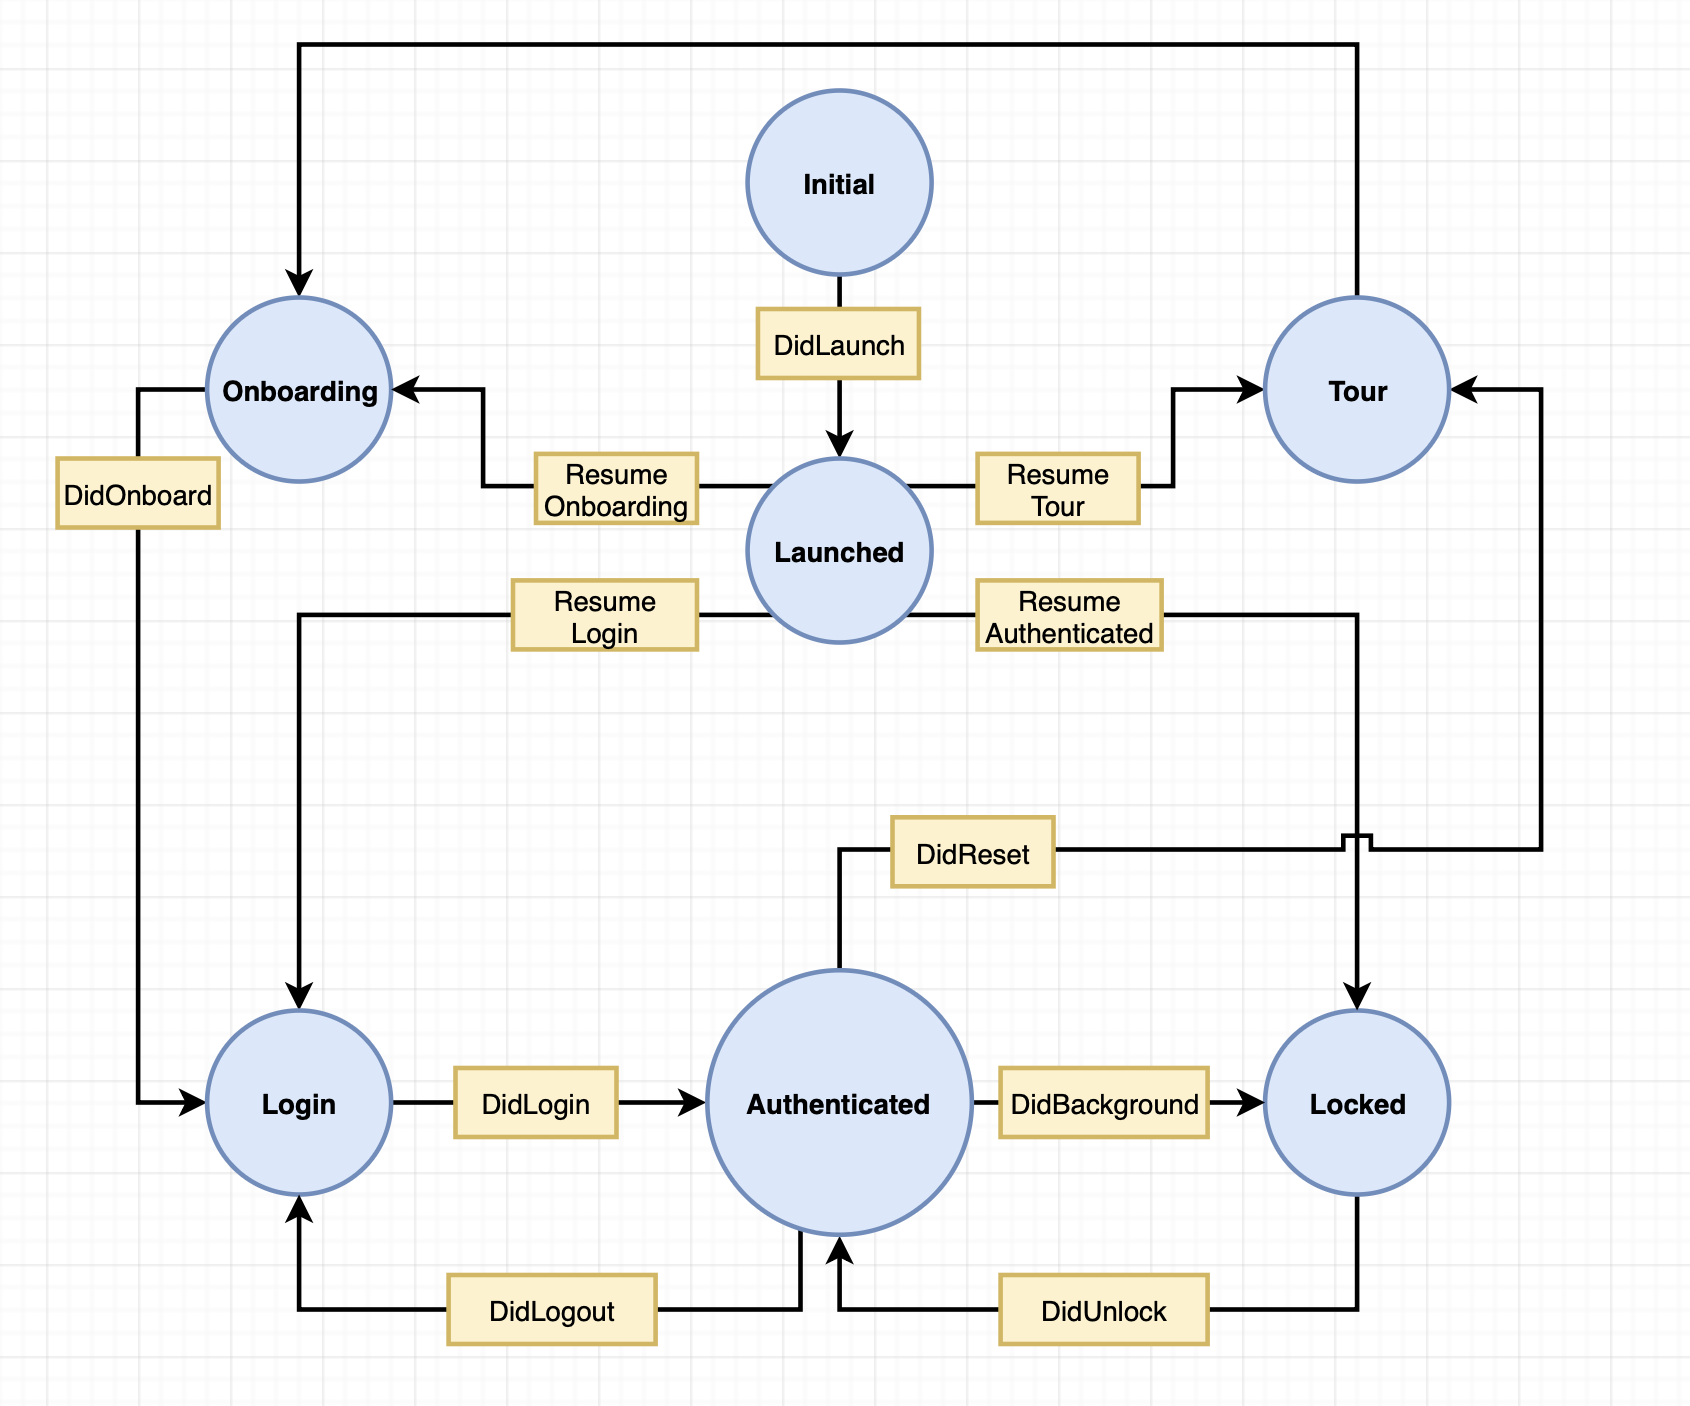 Initial
DidLaunch
Onboarding
Tour
DidOnboard
Resume
Onboarding
Resume
Tour
Launched
Resume
Login
Resume
Authenticated
DidReset
Login
DidLogin
Authenticated
DidBackground
Locked
DidLogout
DidUnlock